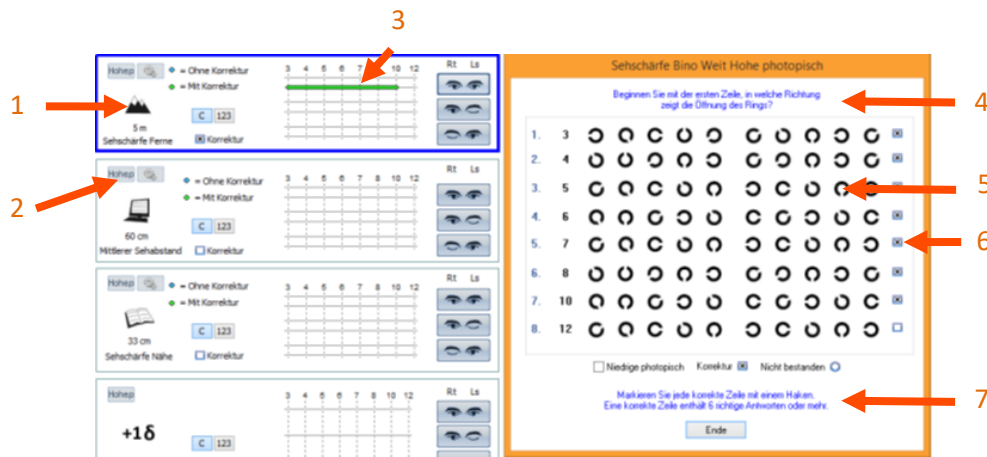 3
1
2
4
5
6
7
Hohep
= Ohne Korrektur
= Mit Korrektur
3 4 5 6 7 8 10 12
Rt Ls
5 m
C 123
Sehschärfe Ferne
Korrektur
Hohep
= Ohne Korrektur
= Mit Korrektur
3 4 5 6 7 8 10 12
Rt Ls
60 cm
C 123
Mittlerer Sehabstand
Korrektur
Hohep
= Ohne Korrektur
= Mit Korrektur
3 4 5 6 7 8 10 12
Rt Ls
33 cm
C 123
Sehschärfe Nähe
Korrektur
Hohep
3 4 5 6 7 8 10 12
Rt Ls
+1δ
C 123
Sehschärfe Bino Weit Hohe photopisch
Beginnen Sie mit der ersten Zeile, in welche Richtung
zeigt die Öffnung des Rings?
1. 3
2. 4
3. 5
4. 6
5. 7
6. 8
7. 10
8. 12
Niedrige photopisch Korrektur Nicht bestanden
Markieren Sie jede korrekte Zeile mit einem Haken.
Eine korrekte Zeile enthält 6 richtige Antworten oder mehr.
Ende